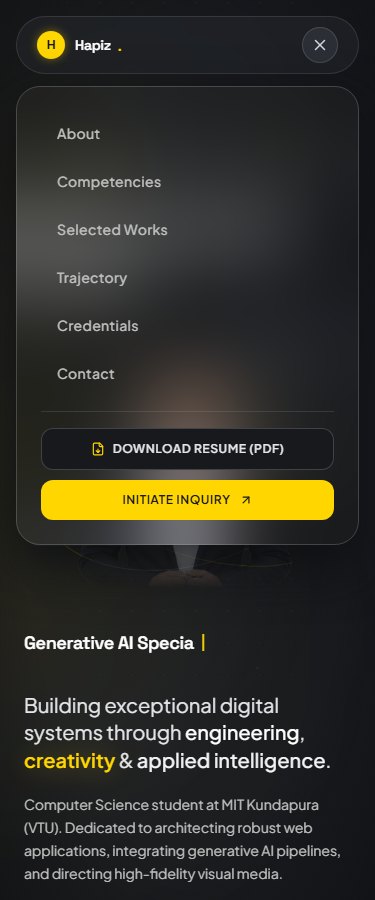 H Hapiz .
About
Competencies
Selected Works
Trajectory
Credentials
Contact
DOWNLOAD RESUME (PDF)
INITIATE INQUIRY
Generative AI Specia
Building exceptional digital
systems through engineering,
creativity & applied intelligence.
Computer Science student at MIT Kundapura
(VTU). Dedicated to architecting robust web
applications, integrating generative AI pipelines,
and directing high-fidelity visual media.